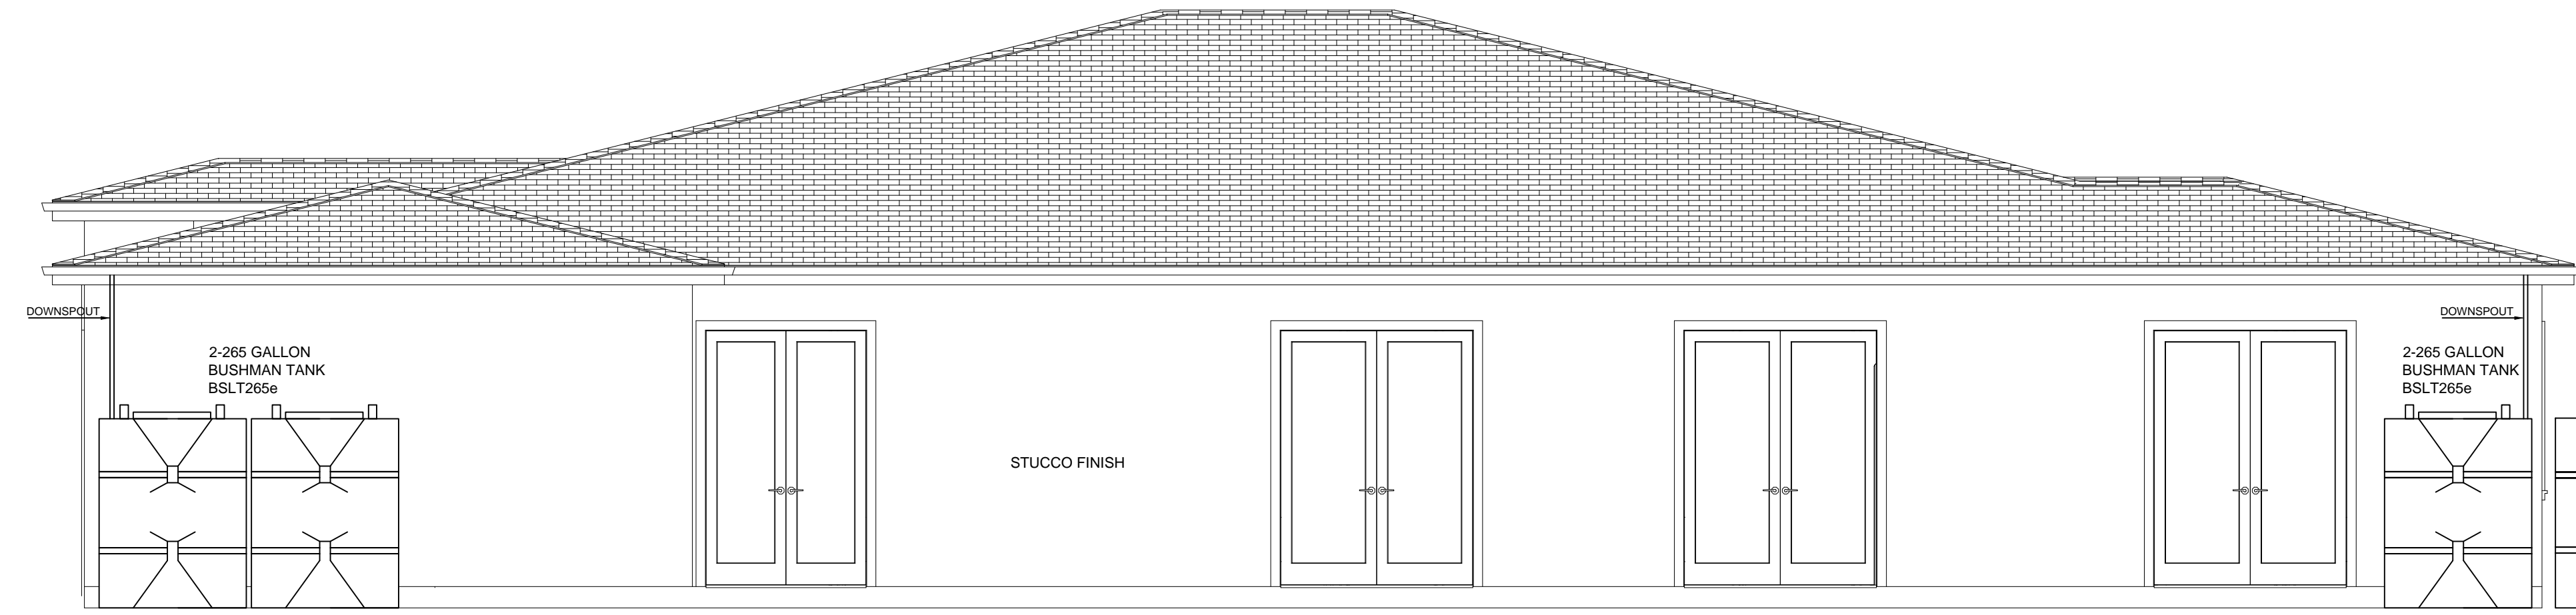 DOWNSPOUT
2-265 GALLON
BUSHMAN TANK
BSLT265e
STUCCO FINISH
DOWNSPOUT
2-265 GALLON
BUSHMAN TANK
BSLT265e